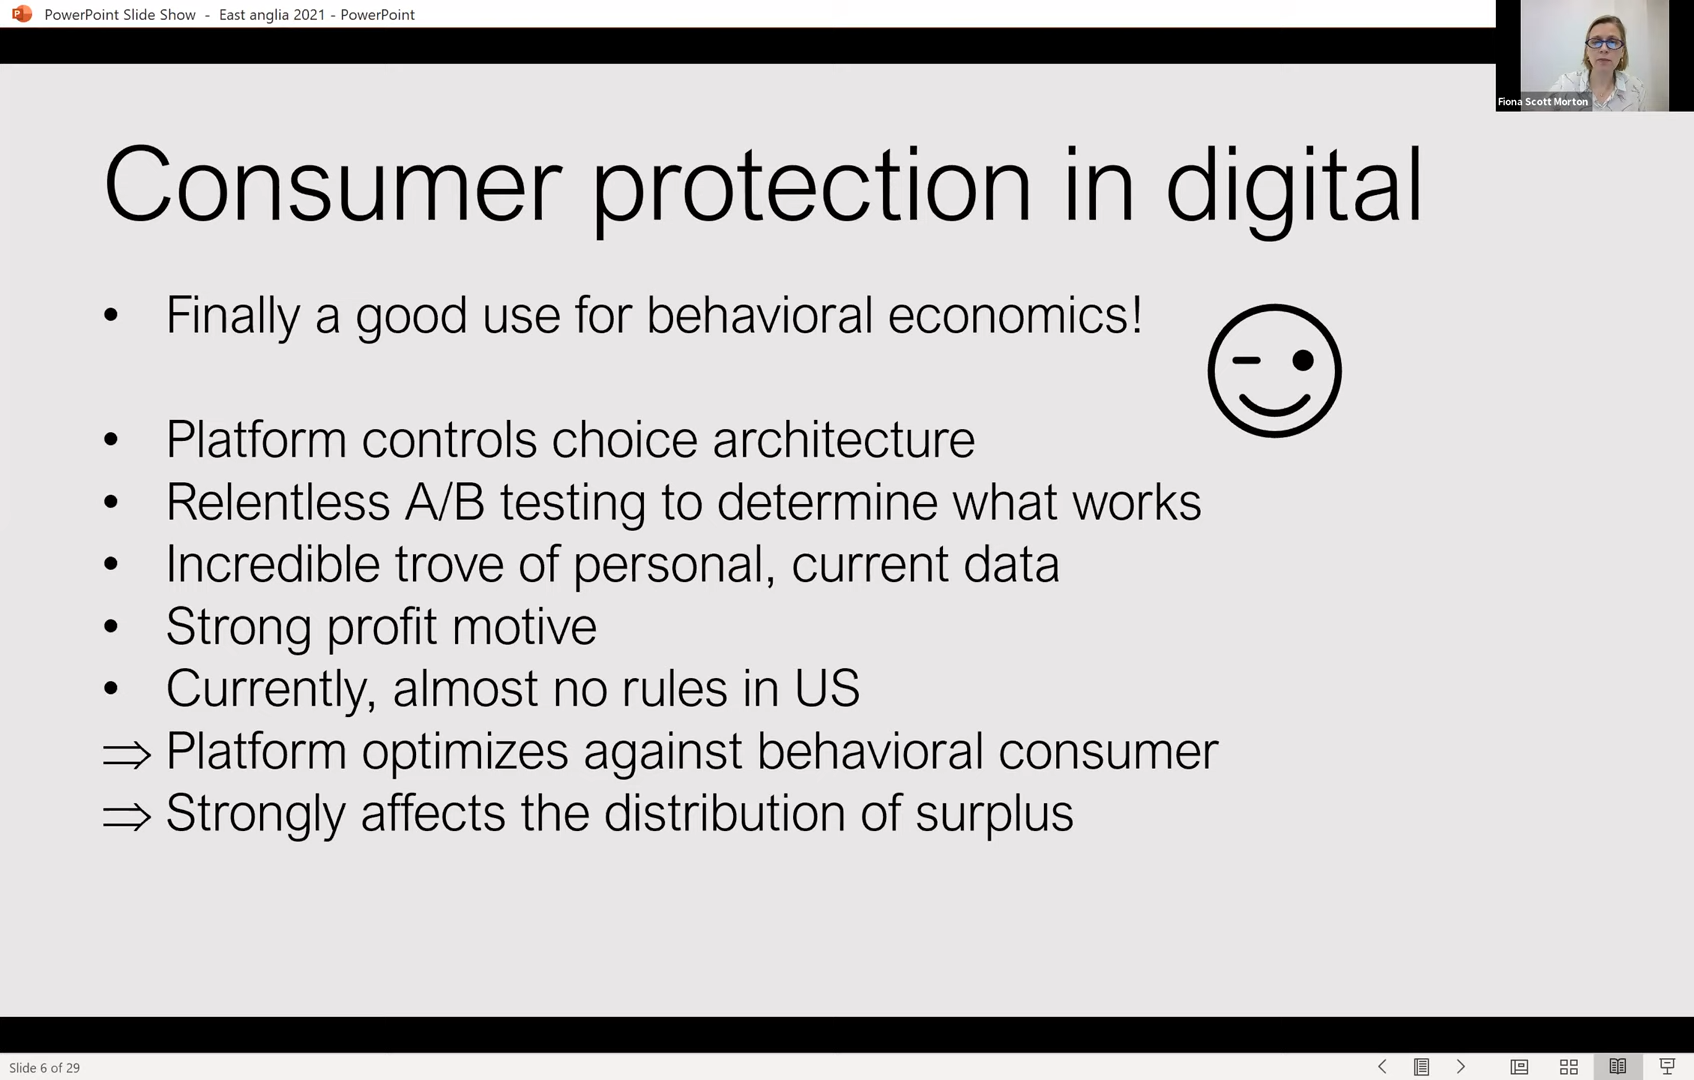 PowerPoint Slide Show - East anglia 2021 - PowerPoint
Fiona Scott Morton
Consumer protection in digital
• Finally a good use for behavioral economics!
• Platform controls choice architecture
• Relentless A/B testing to determine what works
• Incredible trove of personal, current data
• Strong profit motive
• Currently, almost no rules in US
⇒ Platform optimizes against behavioral consumer
⇒ Strongly affects the distribution of surplus
Slide 6 of 29